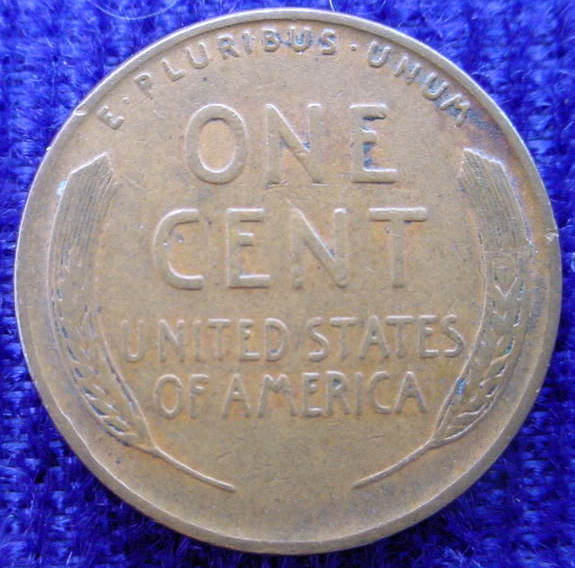 E · PLURIBUS · UNUM
ONE
CENT
UNITED STATES
OF AMERICA